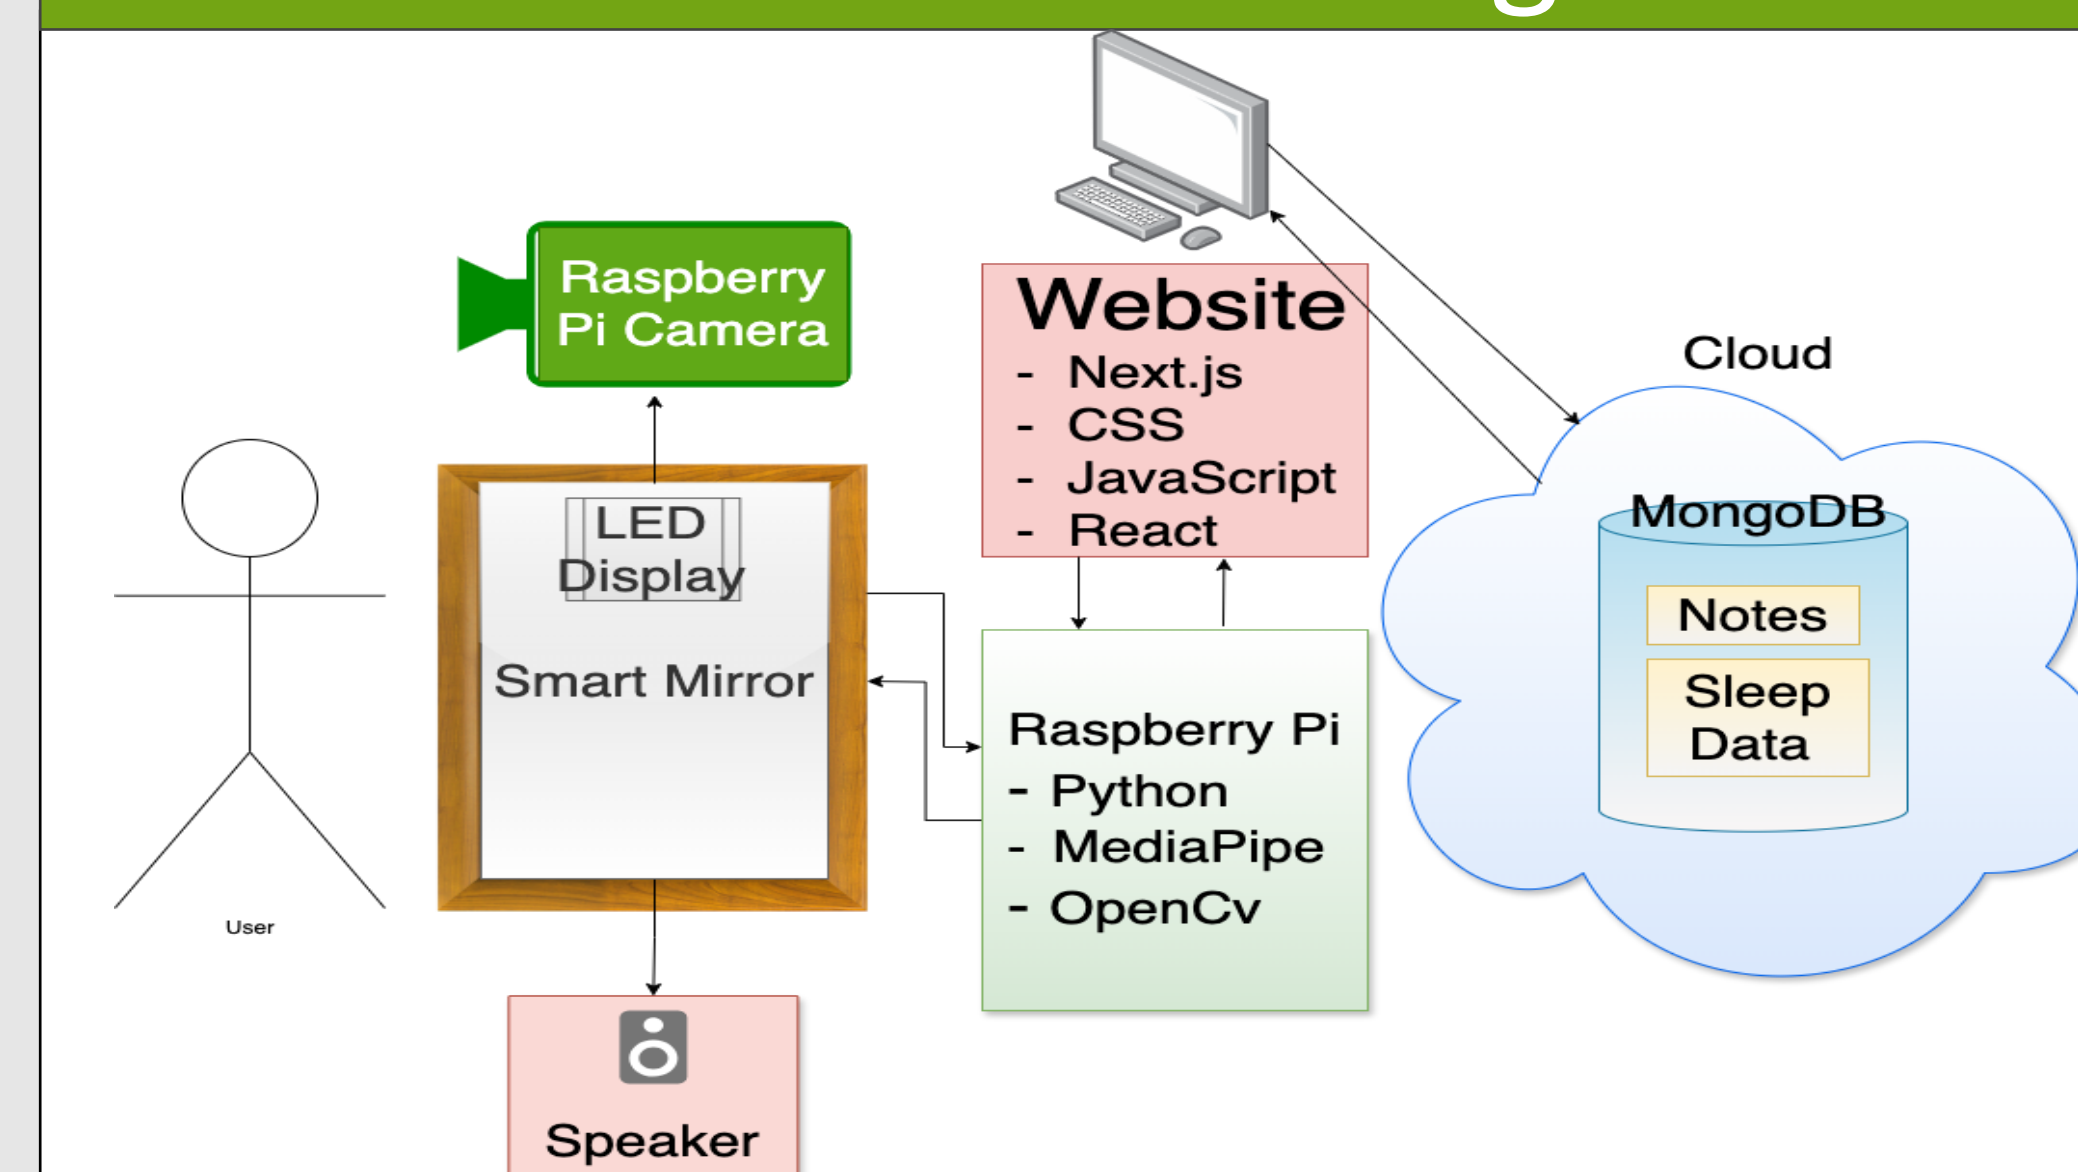 Raspberry
Pi Camera
User
LED
Display
Smart Mirror
Speaker
Website
- Next.js
- CSS
- JavaScript
- React
Raspberry Pi
- Python
- MediaPipe
- OpenCv
Cloud
MongoDB
Notes
Sleep
Data